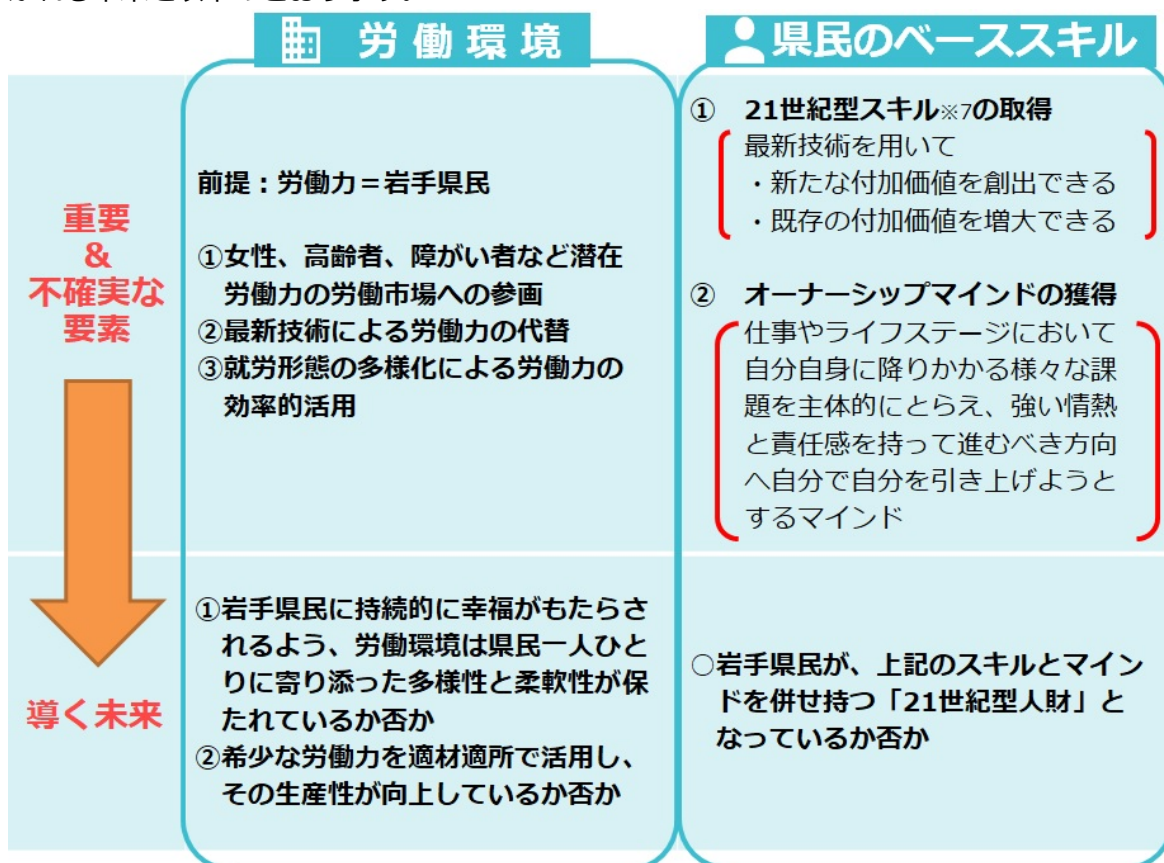 労働環境
県民のベーススキル
重要
&
不確実な
要素
前提：労働力＝岩手県民
①女性、高齢者、障がい者など潜在
労働力の労働市場への参画
②最新技術による労働力の代替
③就労形態の多様化による労働力の
効率的活用
① 21世紀型スキル※7の取得
最新技術を用いて
・新たな付加価値を創出できる
・既存の付加価値を増大できる
② オーナーシップマインドの獲得
仕事やライフステージにおいて
自分自身に降りかかる様々な課
題を主体的にとらえ、強い情熱
と責任感を持って進むべき方向
へ自分で自分を引き上げようと
するマインド
導く未来
①岩手県民に持続的に幸福がもたらさ
れるよう、労働環境は県民一人ひと
りに寄り添った多様性と柔軟性が保
たれているか否か
②希少な労働力を適材適所で活用し、
その生産性が向上しているか否か
○岩手県民が、上記のスキルとマイン
ドを併せ持つ「21世紀型人財」と
なっているか否か